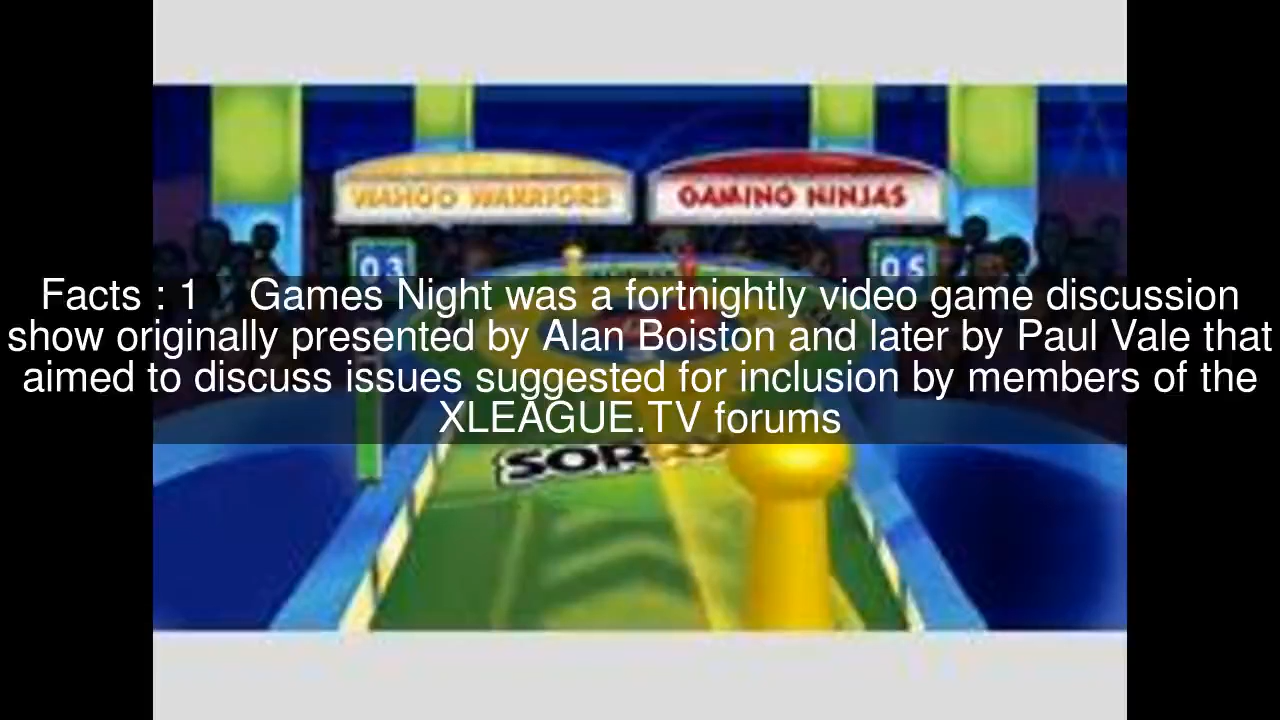 WAHOO WARRIORS
GAMING NINJAS
03
05
Facts : 1 Games Night was a fortnightly video game discussion
show originally presented by Alan Boiston and later by Paul Vale that
aimed to discuss issues suggested for inclusion by members of the
XLEAGUE.TV forums